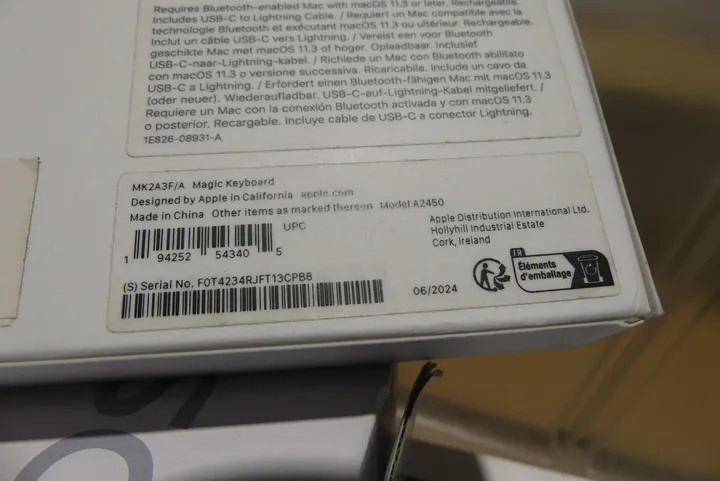 Requires Bluetooth-enabled Mac with macOS 11.3 or later. Rechargeable.
Includes USB-C to Lightning Cable. / Requiert un Mac compatible avec la
technologie Bluetooth et exécutant macOS 11.3 ou ultérieur. Rechargeable.
Inclut un câble USB-C vers Lightning. / Vereist een voor Bluetooth
geschikte Mac met macOS 11.3 of hoger. Oplaadbaar. Inclusief
USB-C-naar-Lightning-kabel. / Richiede un Mac con Bluetooth abilitato
con macOS 11.3 o versione successiva. Ricaricabile. Include un cavo da
USB-C a Lightning. / Erfordert einen Bluetooth-fähigen Mac mit macOS 11.3
(oder neuer). Wiederaufladbar. USB-C-auf-Lightning-Kabel mitgeliefert. /
Requiere un Mac con la conexión Bluetooth activada y con macOS 11.3
o posterior. Recargable. Incluye cable de USB-C a conector Lightning.
1E826-08931-A
MK2A3F/A Magic Keyboard
Designed by Apple in California apple.com
Made in China Other items as marked thereon Model A2450
UPC
1 94252 54340 5
(S) Serial No. F0T4234RJFT13CPB8
Apple Distribution International Ltd.
Hollyhill Industrial Estate
Cork, Ireland
06/2024
FR
Éléments
d'emballage